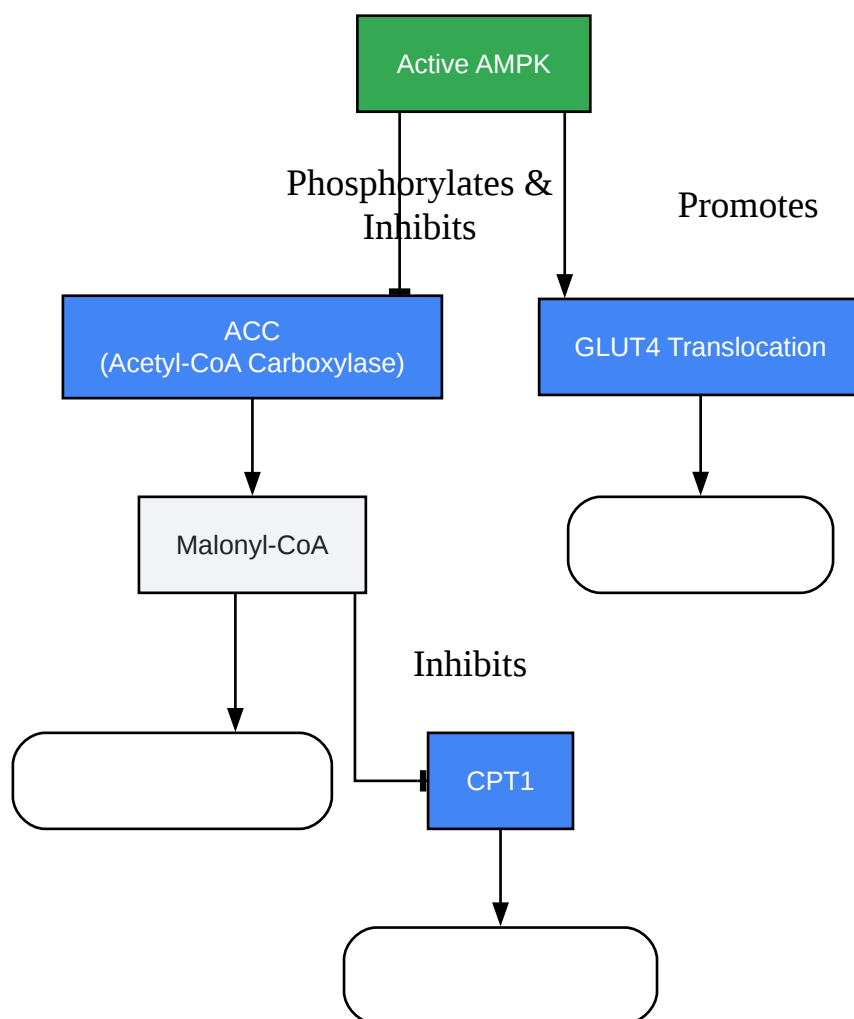 Active AMPK
Phosphorylates &
Inhibits
Promotes
ACC
(Acetyl-CoA Carboxylase)
GLUT4 Translocation
Malonyl-CoA
Inhibits
CPT1